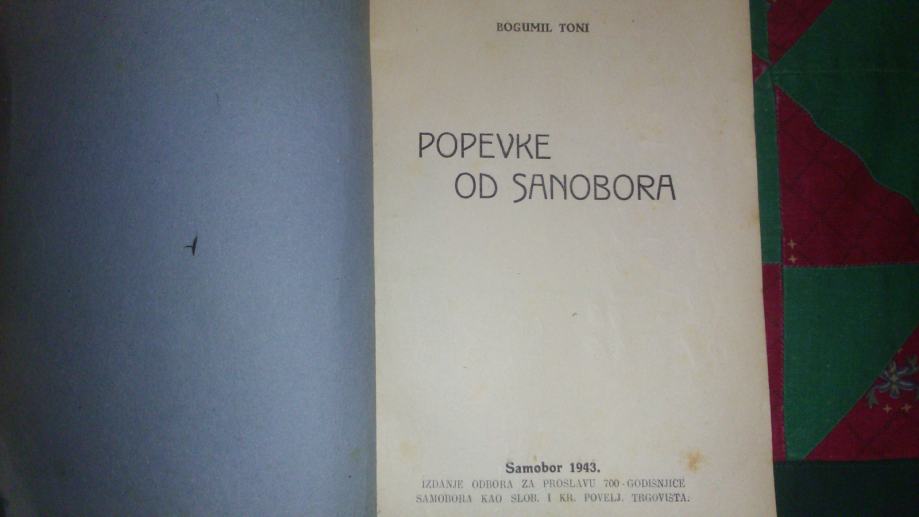 BOGUMIL TONI
POPEVKE
OD SANOBORA
Samobor 1943.
IZDANJE ODBORA ZA PROSLAVU 700-GODIŠNJICE
SAMOBORA KAO SLOB. I KR. POVELJ. TRGOVIŠTA.